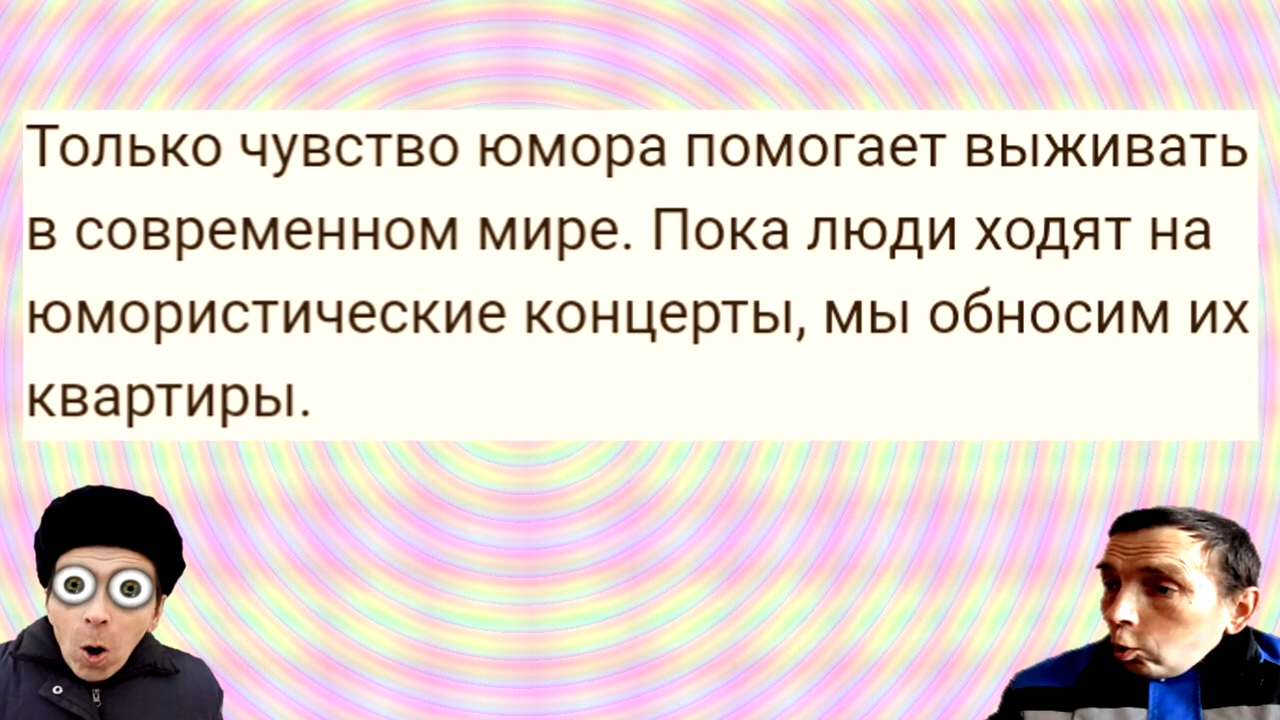 Только чувство юмора помогает выживать
в современном мире. Пока люди ходят на
юмористические концерты, мы обносим их
квартиры.